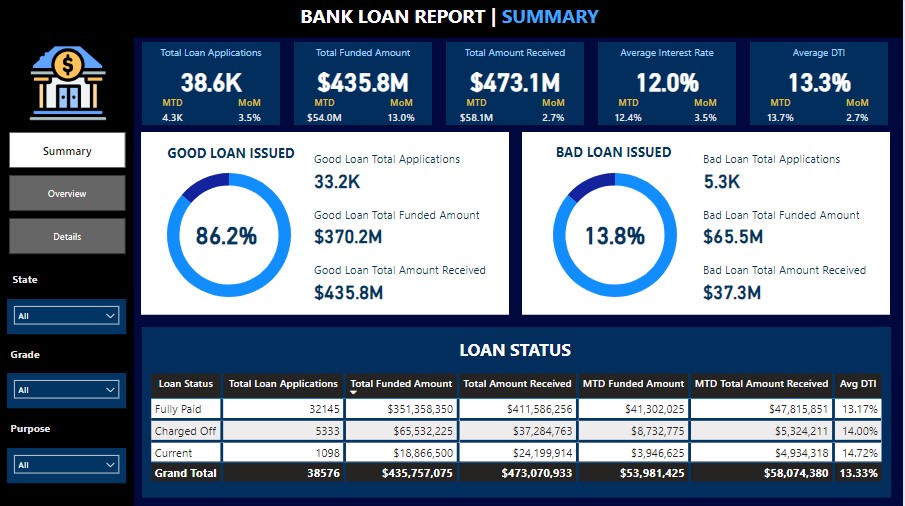 BANK LOAN REPORT | SUMMARY
$
Summary
Overview
Details
State
All
Grade
All
Purpose
All
Total Loan Applications
38.6K
MTD MoM
4.3K 3.5%
Total Funded Amount
$435.8M
MTD MoM
$54.0M 13.0%
Total Amount Received
$473.1M
MTD MoM
$58.1M 2.7%
Average Interest Rate
12.0%
MTD MoM
12.4% 3.5%
Average DTI
13.3%
MTD MoM
13.7% 2.7%
GOOD LOAN ISSUED
86.2%
Good Loan Total Applications
33.2K
Good Loan Total Funded Amount
$370.2M
Good Loan Total Amount Received
$435.8M
BAD LOAN ISSUED
13.8%
Bad Loan Total Applications
5.3K
Bad Loan Total Funded Amount
$65.5M
Bad Loan Total Amount Received
$37.3M
LOAN STATUS
Loan Status Total Loan Applications Total Funded Amount Total Amount Received MTD Funded Amount MTD Total Amount Received Avg DTI
Fully Paid 32145 $351,358,350 $411,586,256 $41,302,025 $47,815,851 13.17%
Charged Off 5333 $65,532,225 $37,284,763 $8,732,775 $5,324,211 14.00%
Current 1098 $18,866,500 $24,199,914 $3,946,625 $4,934,318 14.72%
Grand Total 38576 $435,757,075 $473,070,933 $53,981,425 $58,074,380 13.33%